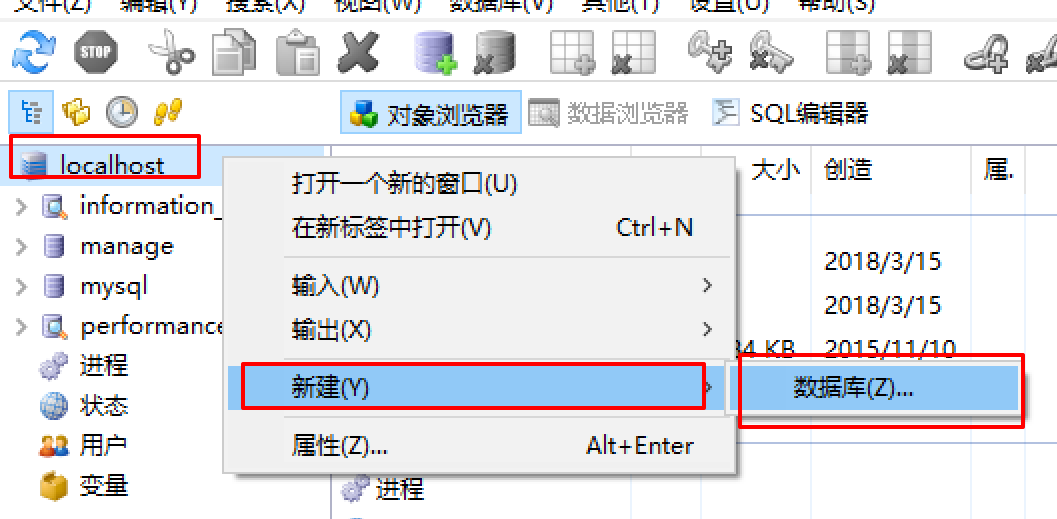 文件(Z) 编辑(Y) 搜索(X) 视图(W) 数据库(V) 其他(T) 设置(U) 帮助(S)
STOP
对象浏览器 数据浏览器 SQL编辑器
localhost
大小 创造 属.
打开一个新的窗口(U)
information_
在新标签中打开(V) Ctrl+N
manage
2018/3/15
mysql
输入(W)
2018/3/15
performance
输出(X)
34 KB 2015/11/10
进程
新建(Y)
数据库(Z)...
状态
用户
属性(Z)... Alt+Enter
变量
进程